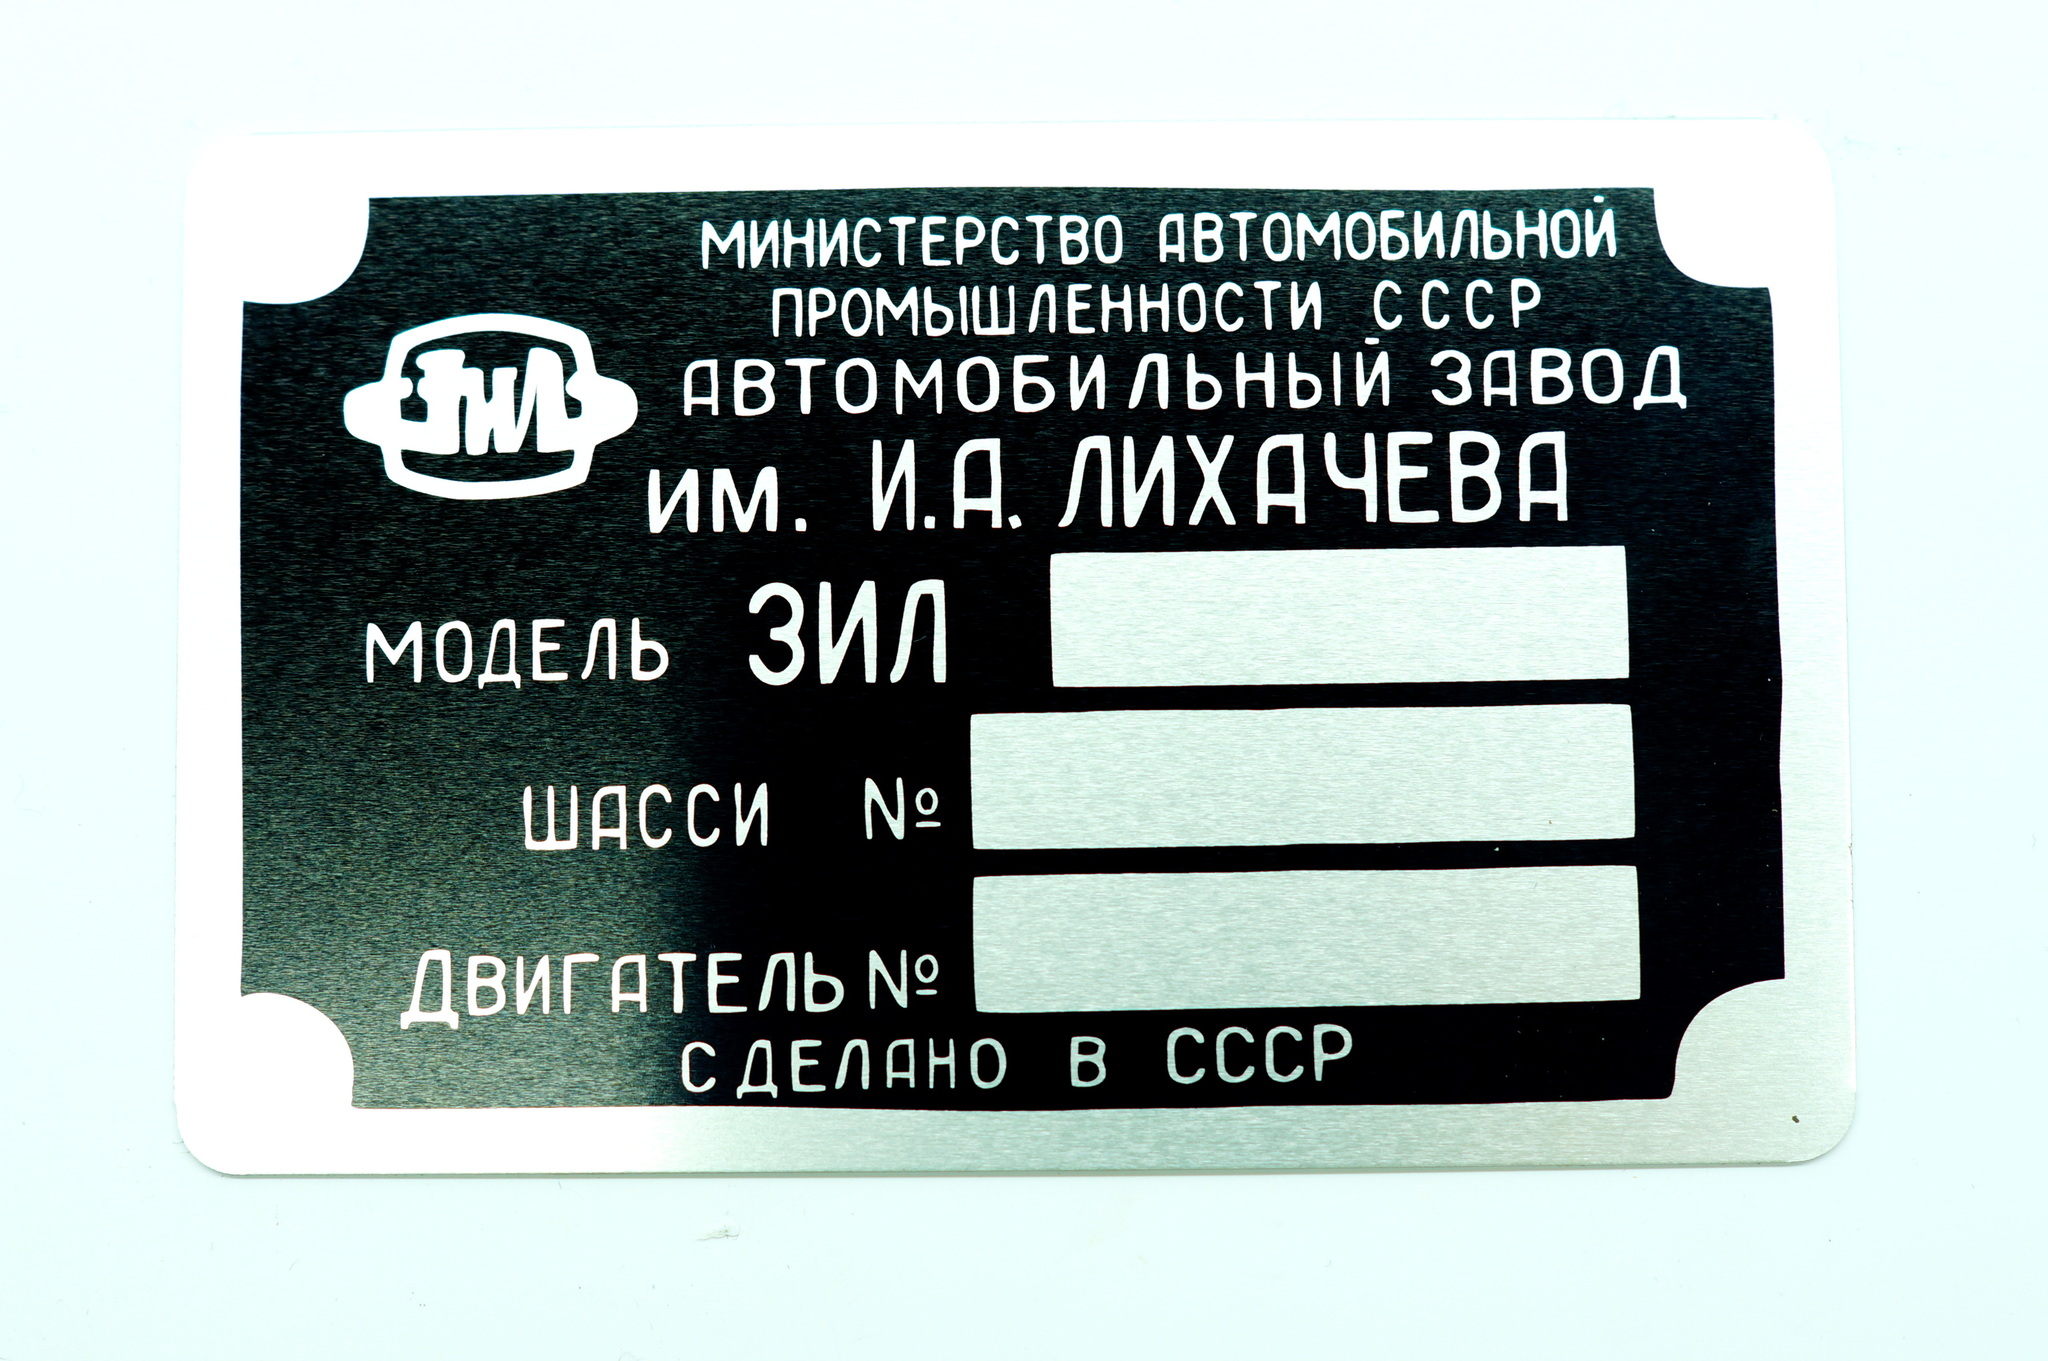 МИНИСТЕРСТВО АВТОМОБИЛЬНОЙ
ПРОМЫШЛЕННОСТИ СССР
АВТОМОБИЛЬНЫЙ ЗАВОД
ИМ. И.А. ЛИХАЧЕВА
ЗИЛ
МОДЕЛЬ ЗИЛ
ШАССИ №
ДВИГАТЕЛЬ №
СДЕЛАНО В СССР